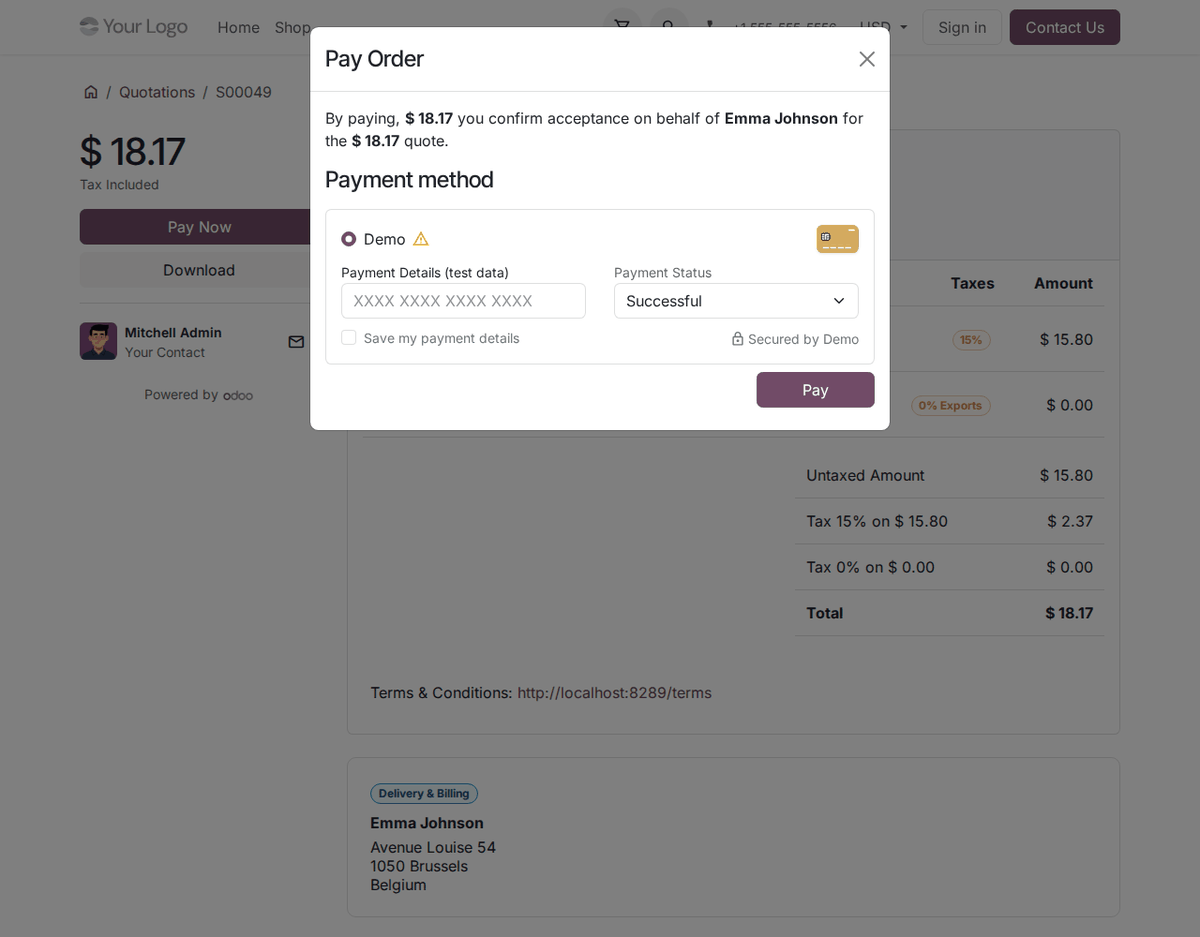 Your Logo
Home
Shop
+1 555-555-5556
USD
Sign in
Contact Us
Pay Order
/ Quotations / S00049
By paying, $ 18.17 you confirm acceptance on behalf of Emma Johnson for
the $ 18.17 quote.
$ 18.17
Tax Included
Payment method
Pay Now
Demo
Download
Payment Details (test data)
Payment Status
XXXX XXXX XXXX XXXX
Successful
Save my payment details
Secured by Demo
Pay
Mitchell Admin
Your Contact
Powered by odoo
Taxes
Amount
15%
$ 15.80
0% Exports
$ 0.00
Untaxed Amount
$ 15.80
Tax 15% on $ 15.80
$ 2.37
Tax 0% on $ 0.00
$ 0.00
Total
$ 18.17
Terms & Conditions: http://localhost:8289/terms
Delivery & Billing
Emma Johnson
Avenue Louise 54
1050 Brussels
Belgium